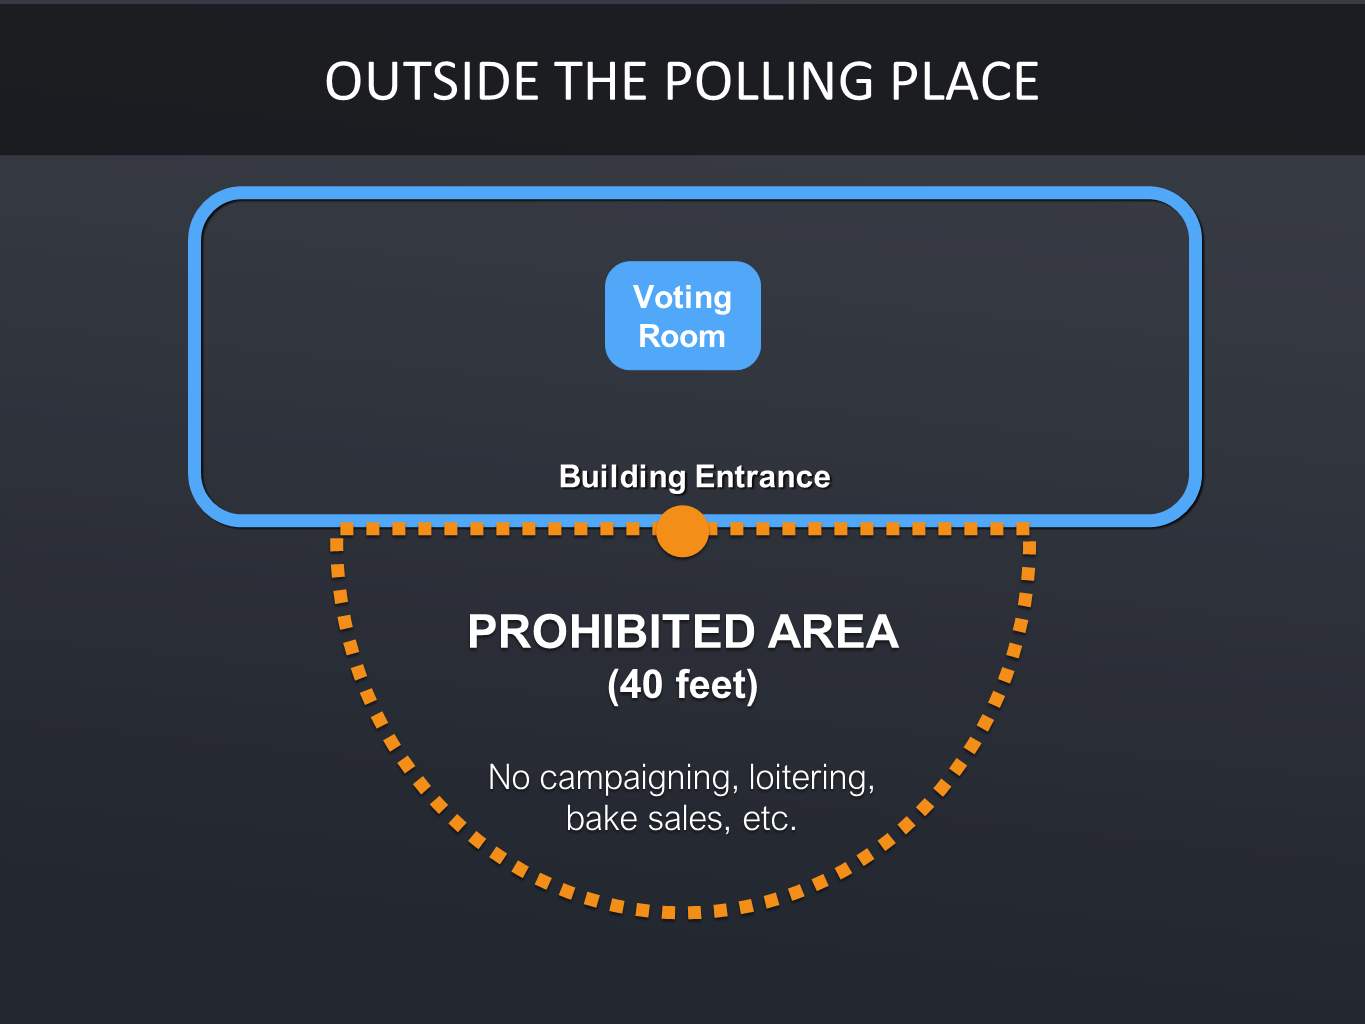 OUTSIDE THE POLLING PLACE
Voting
Room
Building Entrance
PROHIBITED AREA
(40 feet)
No campaigning, loitering,
bake sales, etc.